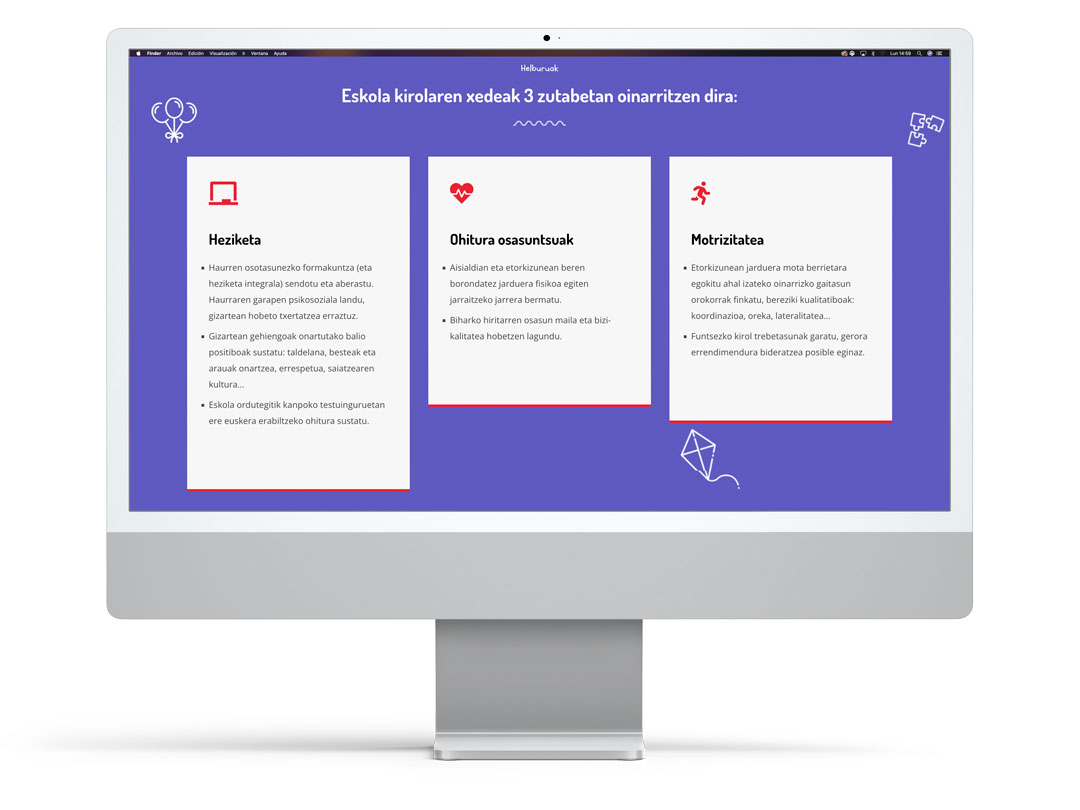 Finder Archivo Edición Visualización Ir Ventana Ayuda
Lun 14:59
Helburuak
Eskola kirolaren xedeak 3 zutabetan oinarritzen dira:
Heziketa
Haurren osotasunezko formakuntza (eta
heziketa integrala) sendotu eta aberastu.
Haurraren garapen psikosoziala landu,
gizartean hobeto txertatzea erraztuz.
Gizartean gehiengoak onartutako balio
positiboak sustatu: taldelana, besteak eta
arauak onartzea, errespetua, saiatzearen
kultura...
Eskola ordutegitik kanpoko testuinguruetan
ere euskera erabiltzeko ohitura sustatu.
Ohitura osasuntsuak
Aisialdian eta etorkizunean beren
borondatez jarduera fisikoa egiten
jarraitzeko jarrera bermatu.
Biharko hiritarren osasun maila eta bizi-
kalitatea hobetzen lagundu.
Motrizitatea
Etorkizunean jarduera mota berrietara
egokitu ahal izateko oinarrizko gaitasun
orokorrak finkatu, bereziki kualitatiboak:
koordinazioa, oreka, lateralitatea...
Funtsezko kirol trebetasunak garatu, gerora
errendimendura bideratzea posible eginaz.